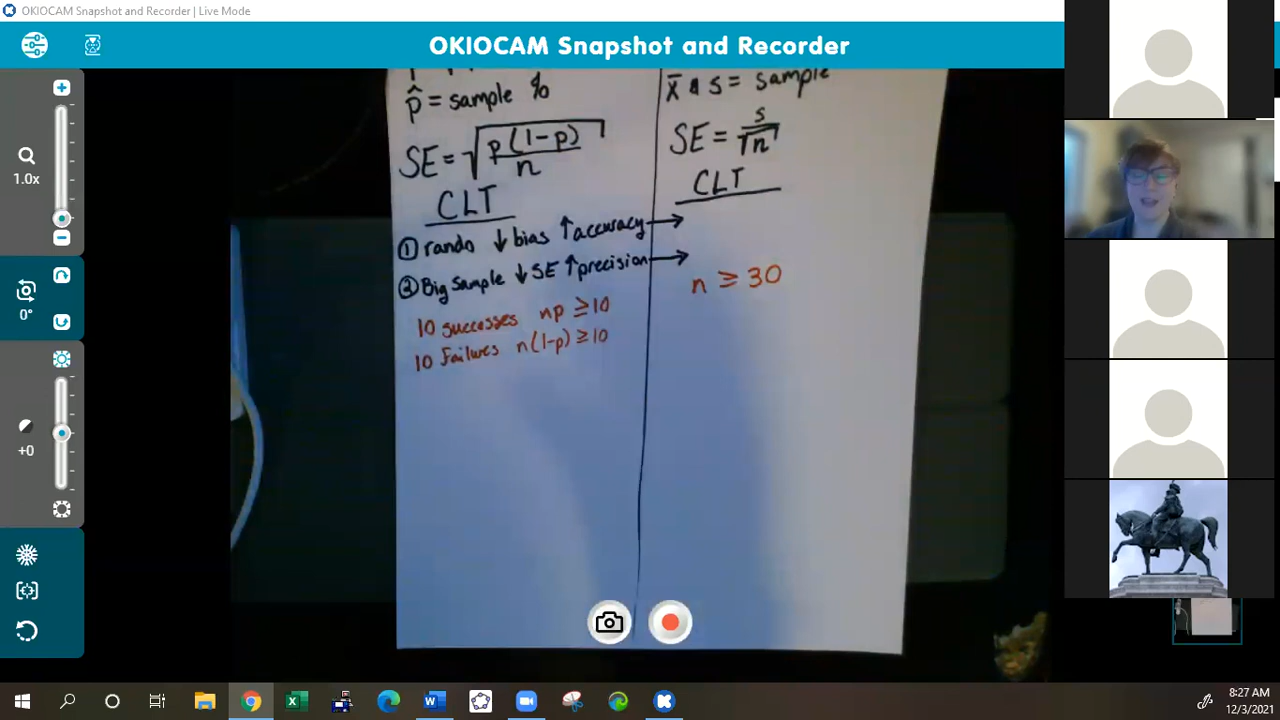 OKIOCAM Snapshot and Recorder | Live Mode
OKIOCAM Snapshot and Recorder
1.0x
0°
+0
p̂ = sample %
SE = √(p(1-p)/n)
CLT
① rando ↓ bias ↑ accuracy →
② Big Sample ↓ SE ↑ precision →
10 successes np ≥ 10
10 Failures n(1-p) ≥ 10
x̄ & s = sample
SE = s/√n
CLT
n ≥ 30
8:27 AM
12/3/2021